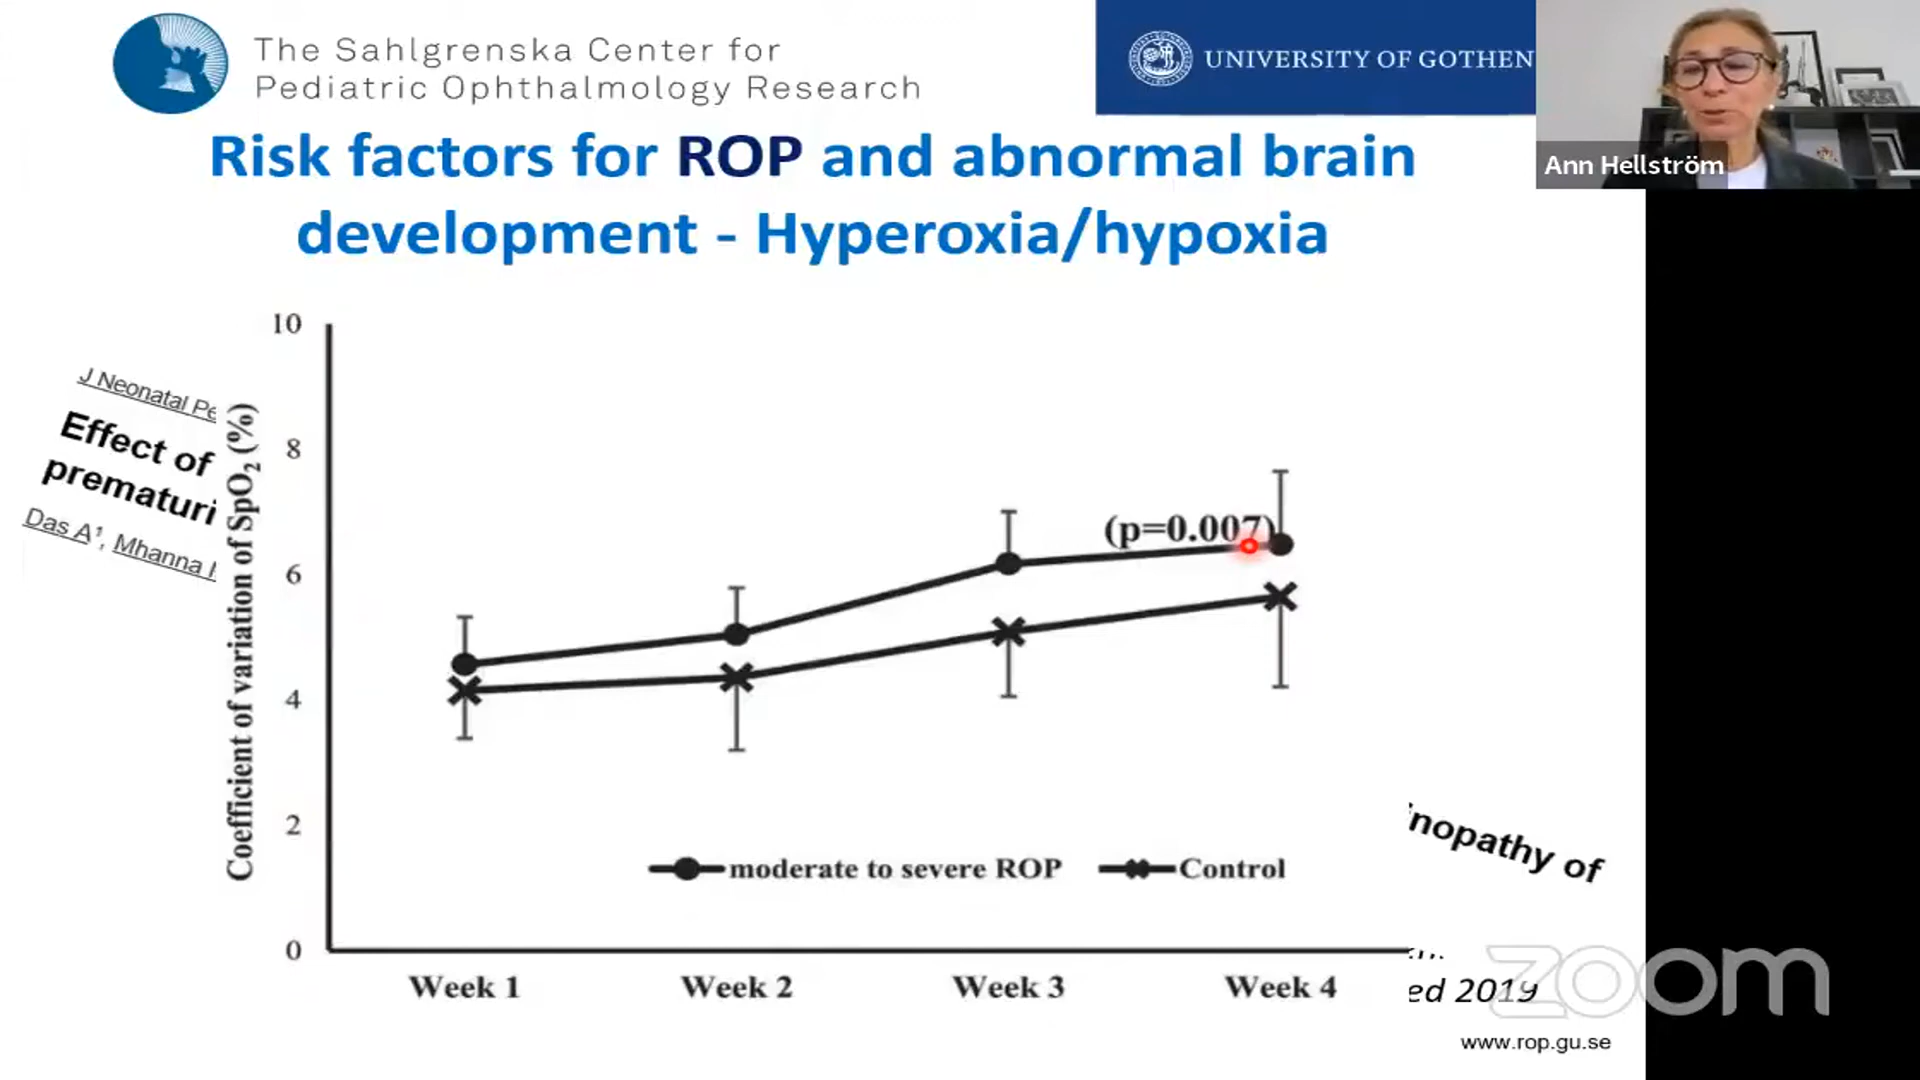 The Sahlgrenska Center for
Pediatric Ophthalmology Research
UNIVERSITY OF GOTHEN
Ann Hellström
Risk factors for ROP and abnormal brain
development - Hyperoxia/hypoxia
J Neonatal Pe
Effect of
prematuri
Das A¹, Mhanna
Coefficient of variation of SpO₂ (%)
10
8
6
4
2
0
(p=0.007)
moderate to severe ROP
Control
Week 1
Week 2
Week 3
Week 4
nopathy of
ed 2019
zoom
www.rop.gu.se